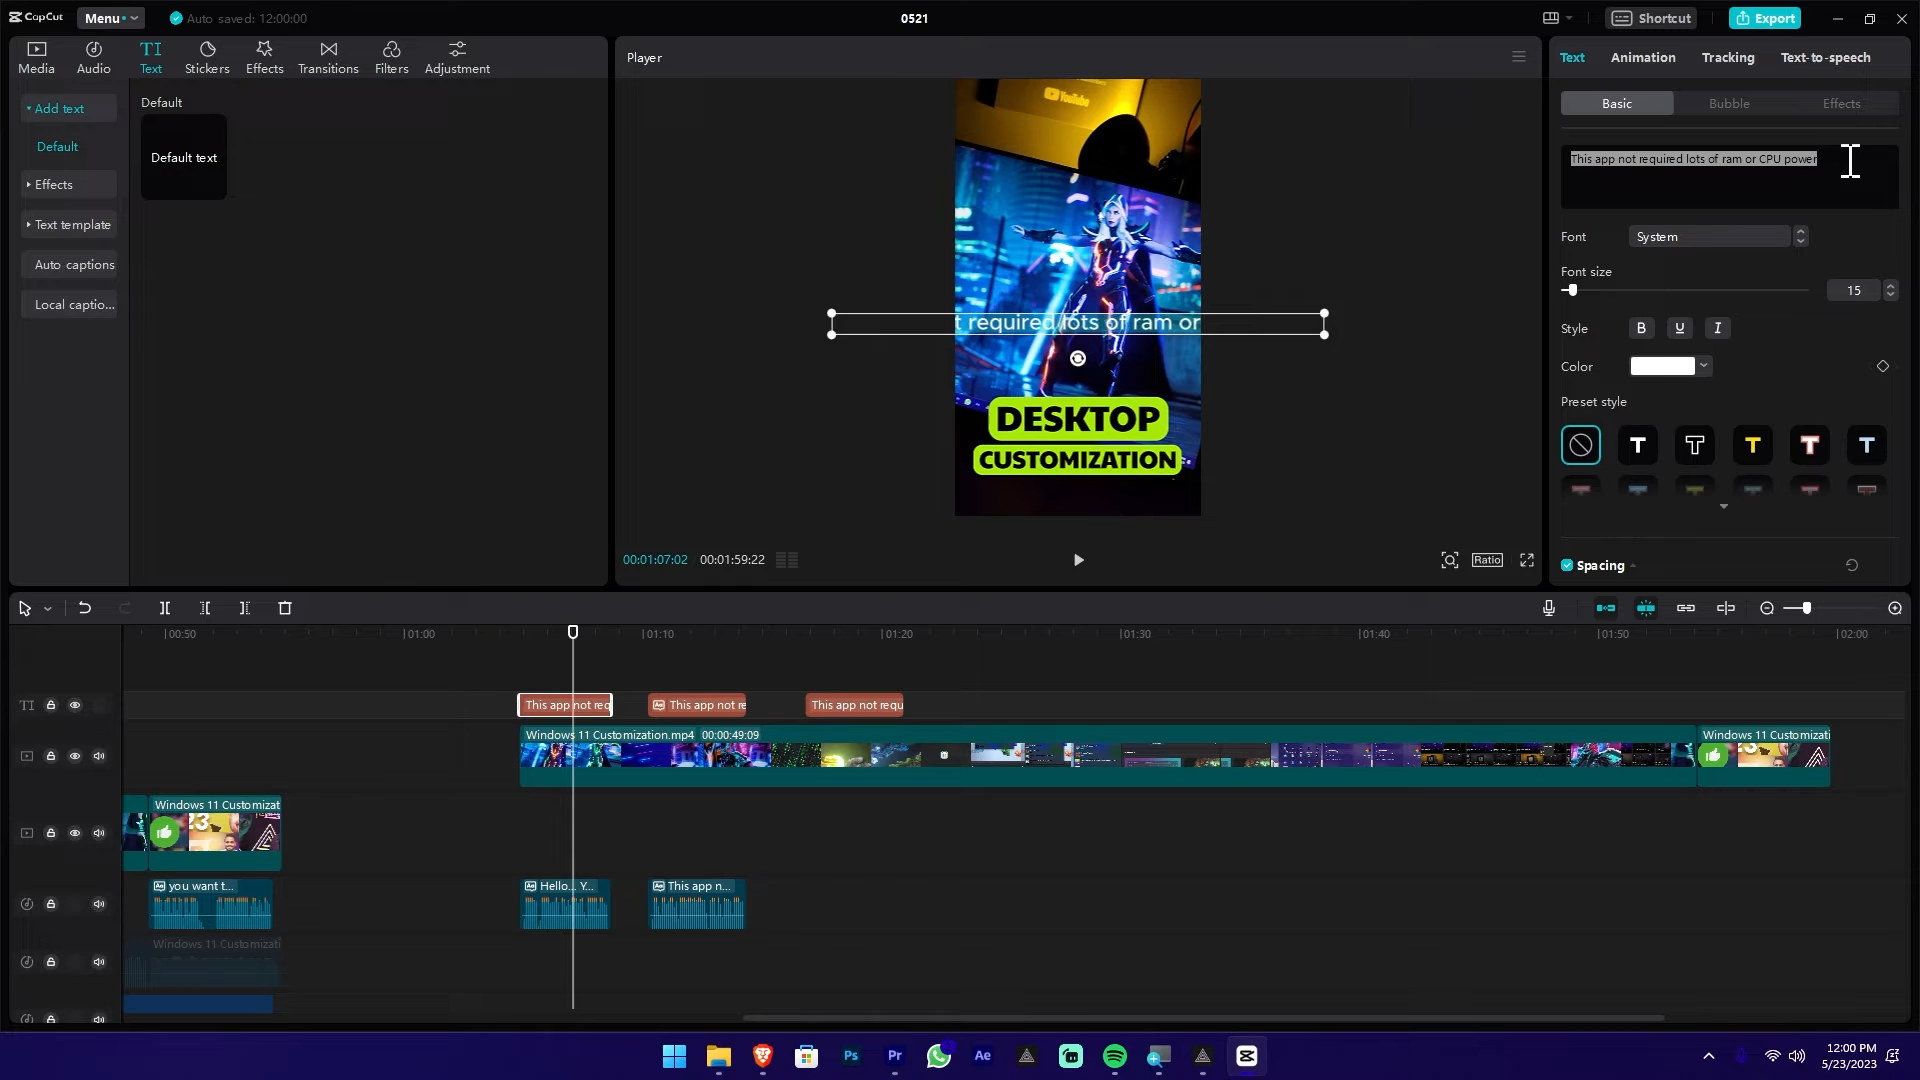 CapCut
Menu
Auto saved: 12:00:00
0521
Shortcut
Export
Media
Audio
TI
Text
Stickers
Effects
Transitions
Filters
Adjustment
Add text
Default
Effects
Text template
Auto captions
Local captio...
Default
Default text
Player
YouTube
t required lots of ram or
DESKTOP
CUSTOMIZATION
00:01:07:02
00:01:59:22
Ratio
Text
Animation
Tracking
Text-to-speech
Basic
Bubble
Effects
This app not required lots of ram or CPU power
Font
System
Font size
15
Style
B
U
I
Color
Preset style
T
T
T
T
T
Spacing
00:50
01:00
01:10
01:20
01:30
01:40
01:50
02:00
TI
This app not req
This app not re
This app not requ
Windows 11 Customization.mp4
00:00:49:09
Windows 11 Customizati
Windows 11 Customizat
23
you want t...
Hello... Y...
This app n...
Windows 11 Customizati
Ps
Pr
Ae
12:00 PM
5/23/2023